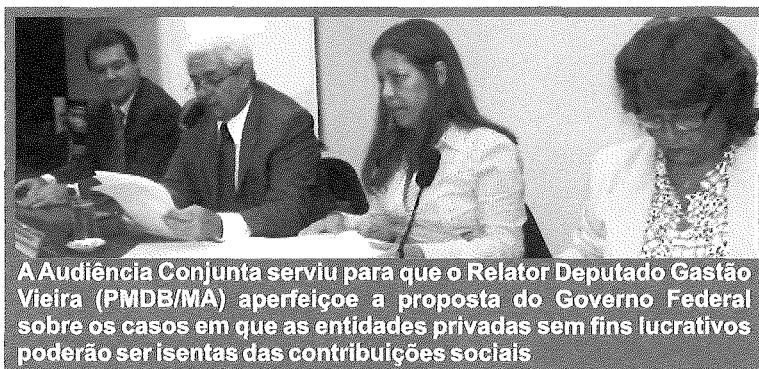 A Audiência Conjunta serviu para que o Relator Deputado Gastão
Vieira (PMDB/MA) aperfeiçoe a proposta do Governo Federal
sobre os casos em que as entidades privadas sem fins lucrativos
poderão ser isentas das contribuições sociais